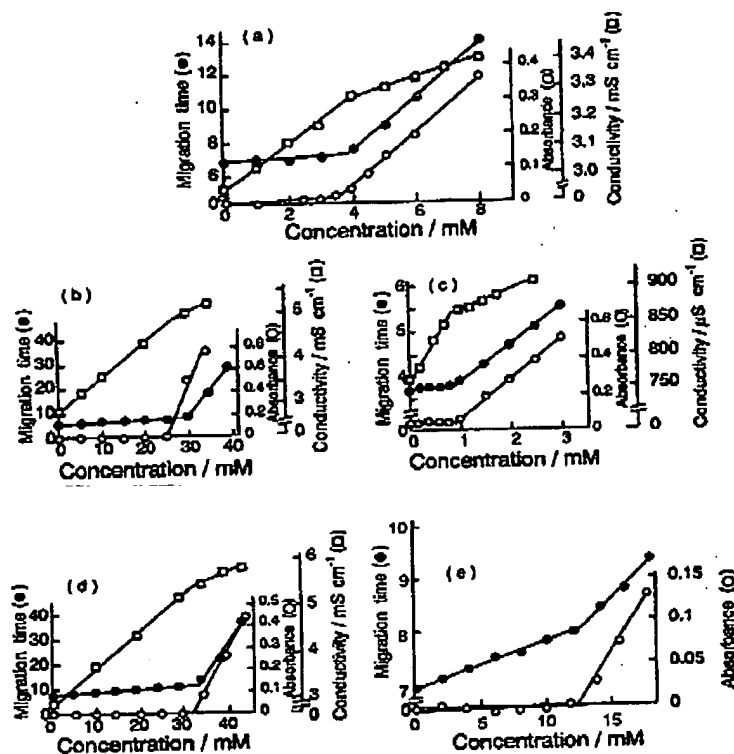 (a)
Migration time (●)
14
12
10
8
6
0
0 2 4 6 8
Concentration / mM
0.4
0.3
0.2
0.1
0
Absorbance (O)
3.4
3.3
3.2
3.1
3.0
0
Conductivity / mS cm⁻¹ (□)
(b)
Migration time (●)
40
30
20
10
0
0 10 20 30 40
Concentration / mM
0.8
0.6
0.4
0.2
0
Absorbance (O)
5
4
3
0
Conductivity / mS cm⁻¹ (□)
(c)
Migration time (●)
6
5
4
0
0 1 2 3
Concentration / mM
0.6
0.4
0.2
0
Absorbance (O)
900
850
800
750
0
Conductivity / µS cm⁻¹ (□)
(d)
Migration time (●)
40
30
20
10
0
0 10 20 30 40
Concentration / mM
0.5
0.4
0.3
0.2
0.1
0
Absorbance (O)
6
5
4
3
0
Conductivity / mS cm⁻¹ (□)
(e)
Migration time (●)
10
9
8
7
0
0 5 10 15
Concentration / mM
0.15
0.1
0.05
0
Absorbance (O)